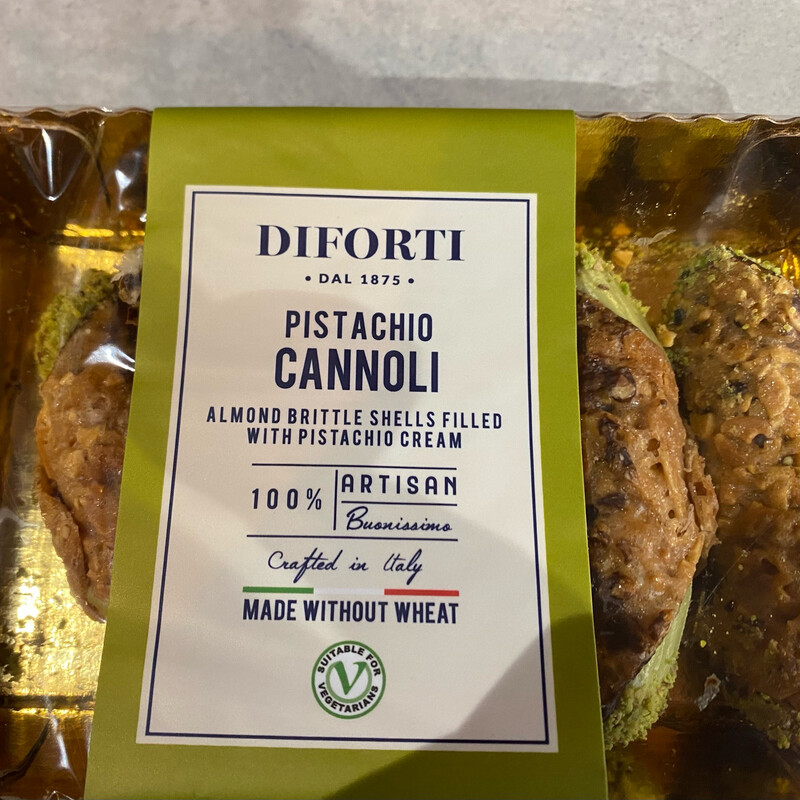 DIFORTI
• DAL 1875 •
PISTACHIO
CANNOLI
ALMOND BRITTLE SHELLS FILLED
WITH PISTACHIO CREAM
100% ARTISAN
Buonissimo
Crafted in Italy
MADE WITHOUT WHEAT
SUITABLE FOR
V
VEGETARIANS